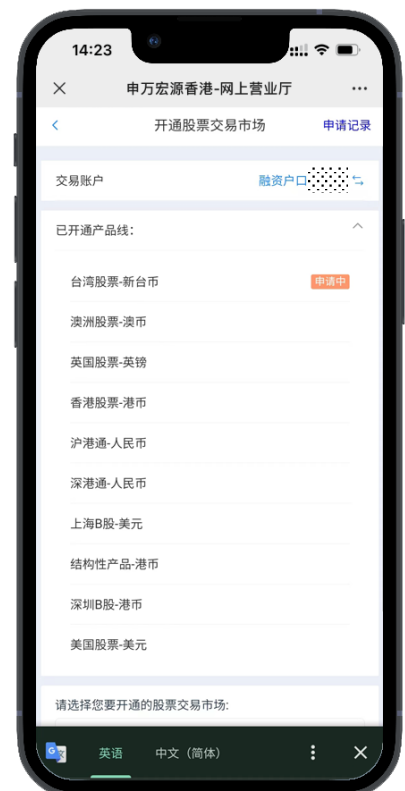 14:23
申万宏源香港-网上营业厅
开通股票交易市场 申请记录
交易账户 融资户口
已开通产品线：
台湾股票-新台币 申请中
澳洲股票-澳币
英国股票-英镑
香港股票-港币
沪港通-人民币
深港通-人民币
上海B股-美元
结构性产品-港币
深圳B股-港币
美国股票-美元
请选择您要开通的股票交易市场:
英语 中文（简体）